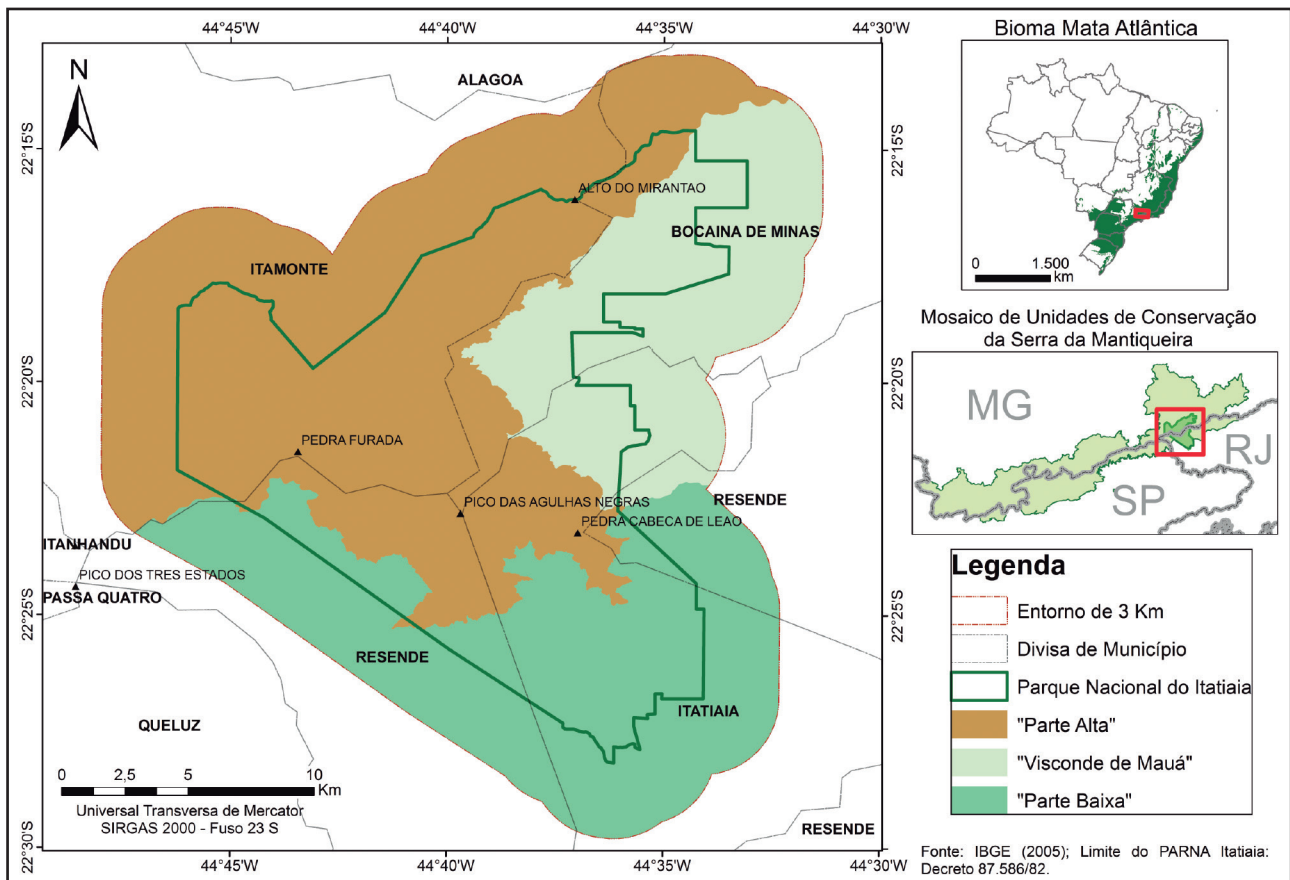 44°45'W
44°40'W
44°35'W
44°30'W
N
ALAGOA
22°15'S
22°15'S
ALTO DO MIRANTAO
BOCAINA DE MINAS
ITAMONTE
22°20'S
22°20'S
PEDRA FURADA
PICO DAS AGULHAS NEGRAS
RESENDE
PEDRA CABECA DE LEAO
ITANHANDU
PICO DOS TRES ESTADOS
PASSA QUATRO
22°25'S
22°25'S
RESENDE
ITATIAIA
QUELUZ
0 2,5 5 10
Km
Universal Transversa de Mercator
SIRGAS 2000 - Fuso 23 S
RESENDE
22°30'S
22°30'S
44°45'W
44°40'W
44°35'W
44°30'W
Bioma Mata Atlântica
0 1.500
km
Mosaico de Unidades de Conservação
da Serra da Mantiqueira
MG
RJ
SP
Legenda
Entorno de 3 Km
Divisa de Município
Parque Nacional do Itatiaia
"Parte Alta"
"Visconde de Mauá"
"Parte Baixa"
Fonte: IBGE (2005); Limite do PARNA Itatiaia:
Decreto 87.586/82.